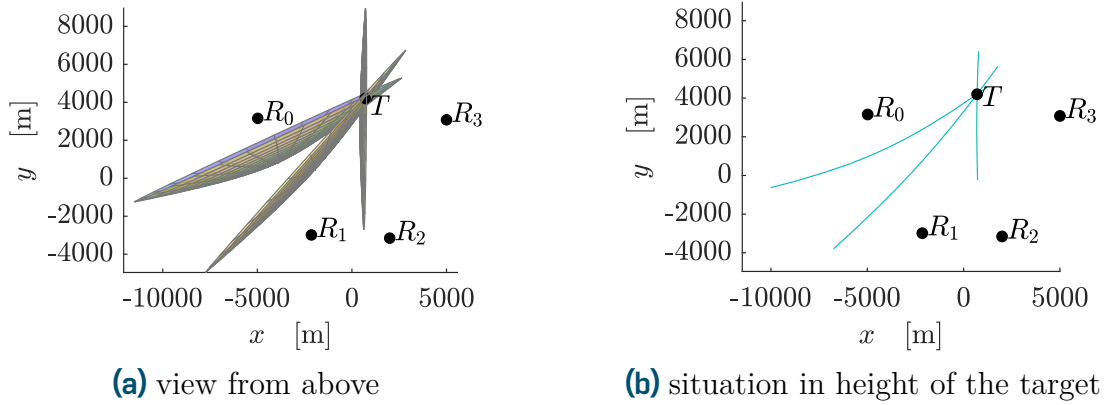 8000
6000
4000
2000
0
-2000
-4000
y [m]
-10000 -5000 0 5000
x [m]
R0
R1
R2
R3
T
(a) view from above
8000
6000
4000
2000
0
-2000
-4000
y [m]
-10000 -5000 0 5000
x [m]
R0
R1
R2
R3
T
(b) situation in height of the target